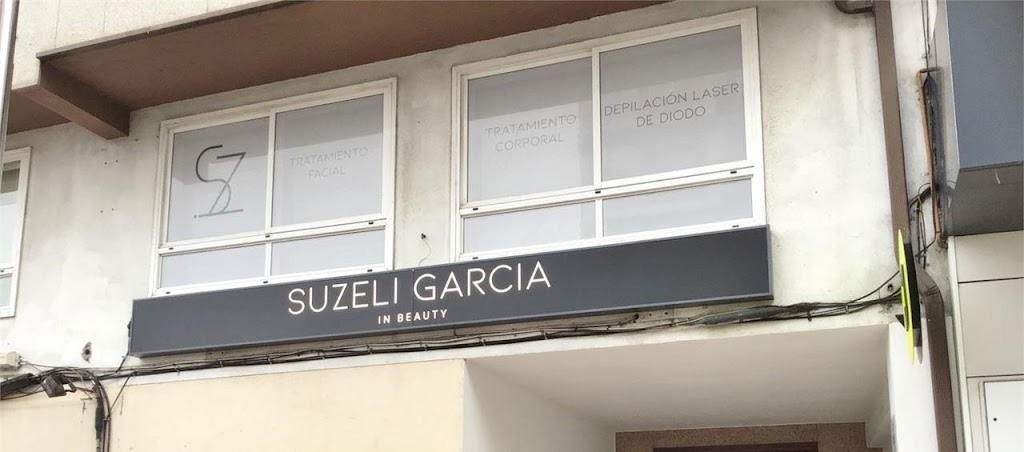 SZ
TRATAMIENTO
FACIAL
TRATAMIENTO
CORPORAL
DEPILACIÓN LASER
DE DIODO
SUZELI GARCIA
IN BEAUTY